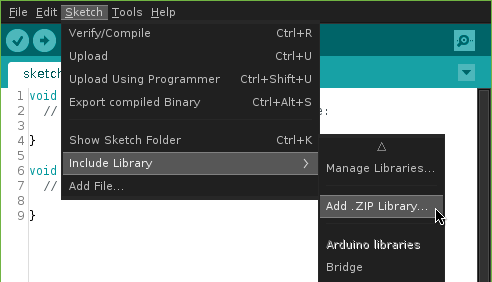 File Edit Sketch Tools Help
Verify/Compile Ctrl+R
Upload Ctrl+U
Upload Using Programmer Ctrl+Shift+U
Export compiled Binary Ctrl+Alt+S
Show Sketch Folder Ctrl+K
Include Library
Add File...
Manage Libraries...
Add .ZIP Library...
Arduino libraries
Bridge
sketch
1 void
2 // :
3
4 }
5
6 void
7 //
8
9 }